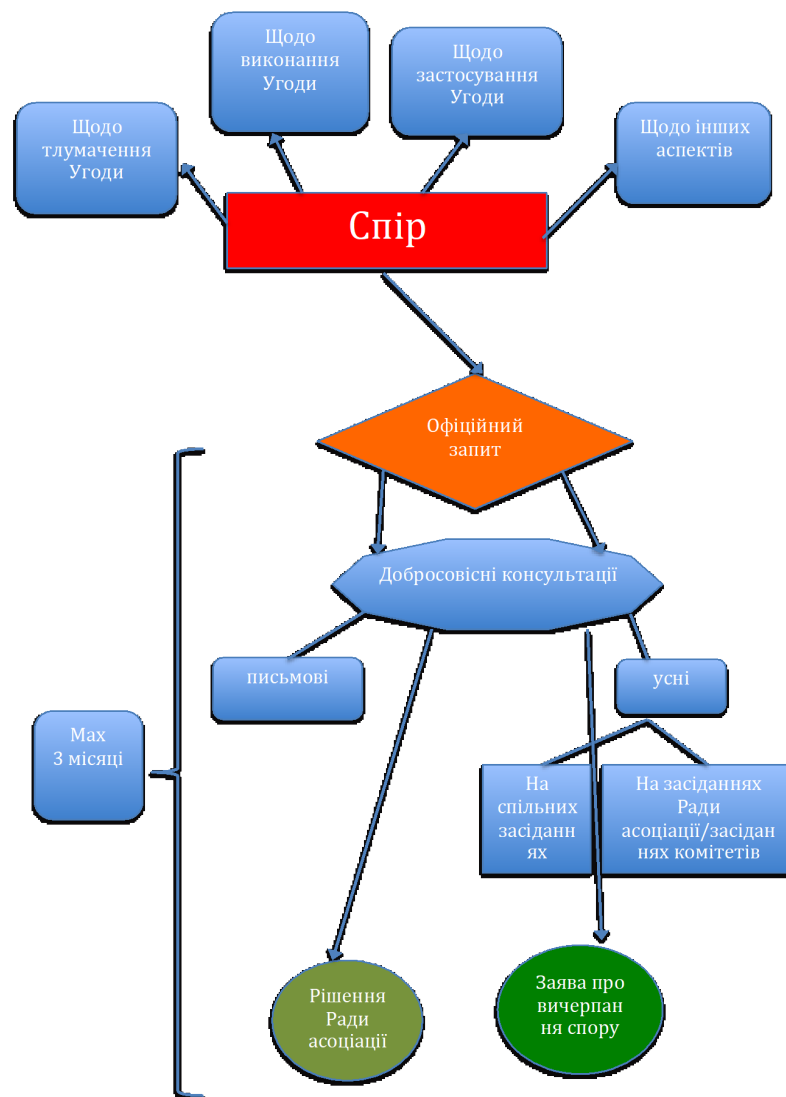 Щодо
виконання
Угоди
Щодо
застосування
Угоди
Щодо
тлумачення
Угоди
Щодо інших
аспектів
Спір
Офіційний
запит
Добросовісні консультації
письмові
усні
Мах
3 місяці
На
спільних
засіданн
ях
На засіданнях
Ради
асоціації/засідан
нях комітетів
Рішення
Ради
асоціації
Заява про
вичерпан
ня спору